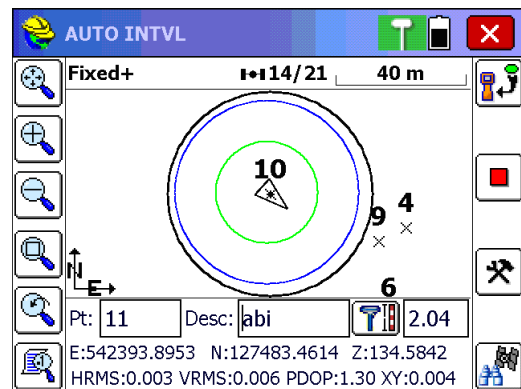 AUTO INTVL
Fixed+ 14/21 40 m
10
9 4
N
E
6
Pt: 11 Desc: abi 2.04
E:542393.8953 N:127483.4614 Z:134.5842
HRMS:0.003 VRMS:0.006 PDOP:1.30 XY:0.004